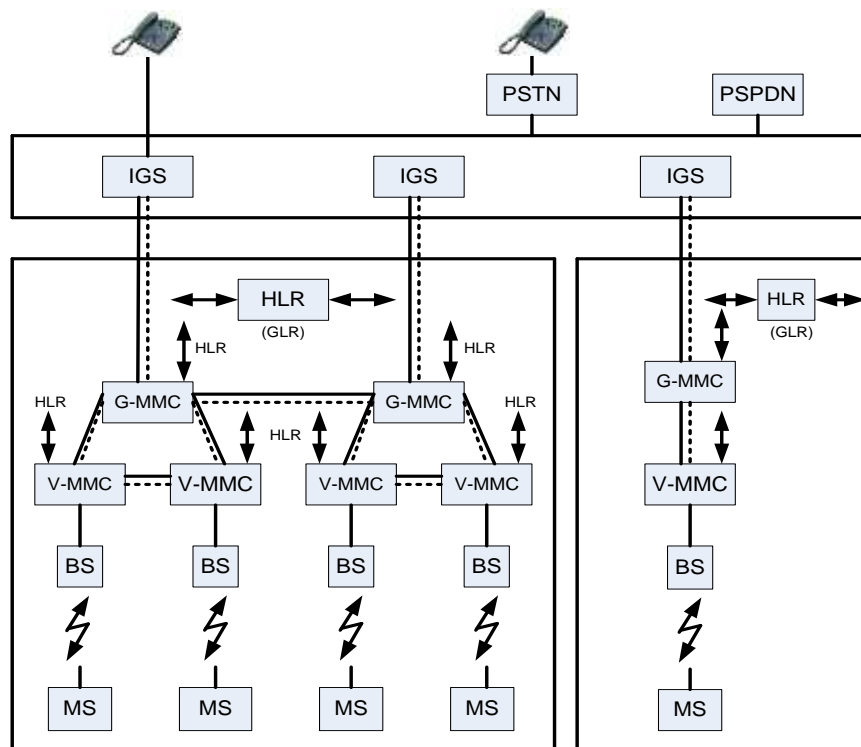 PSTN PSPDN
IGS IGS IGS
HLR HLR
(GLR) (GLR)
HLR HLR
G-MMC
G-MMC G-MMC
HLR HLR HLR
V-MMC V-MMC V-MMC V-MMC V-MMC
BS BS BS BS BS
MS MS MS MS MS